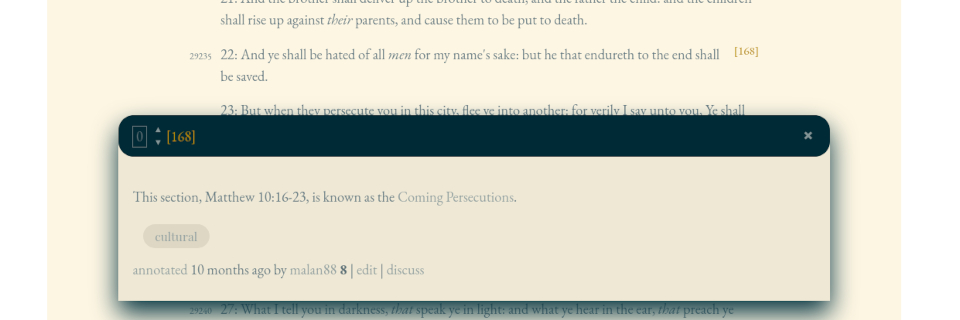 21: And the brother shall deliver up the brother to death, and the father the child: and the children
shall rise up against their parents, and cause them to be put to death.
29235 22: And ye shall be hated of all men for my name's sake: but he that endureth to the end shall [168]
be saved.
23: But when they persecute you in this city, flee ye into another: for verily I say unto you, Ye shall
0 ▲ ▼ [168] ✖
This section, Matthew 10:16-23, is known as the Coming Persecutions.
cultural
annotated 10 months ago by malan88 8 | edit | discuss
29240 27: What I tell you in darkness, that speak ye in light: and what ye hear in the ear, that preach ye